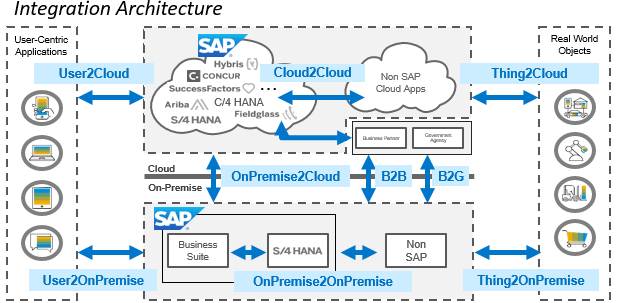 Integration Architecture
User-Centric
Applications
Real World
Objects
SAP
Hybris
CONCUR
SuccessFactors
Ariba
C/4 HANA
S/4 HANA
Fieldglass
...
Non SAP
Cloud Apps
User2Cloud
Cloud2Cloud
Thing2Cloud
Business Partner
Government
Agency
Cloud
On-Premise
OnPremise2Cloud
B2B
B2G
SAP
Business
Suite
S/4 HANA
Non
SAP
User2OnPremise
OnPremise2OnPremise
Thing2OnPremise